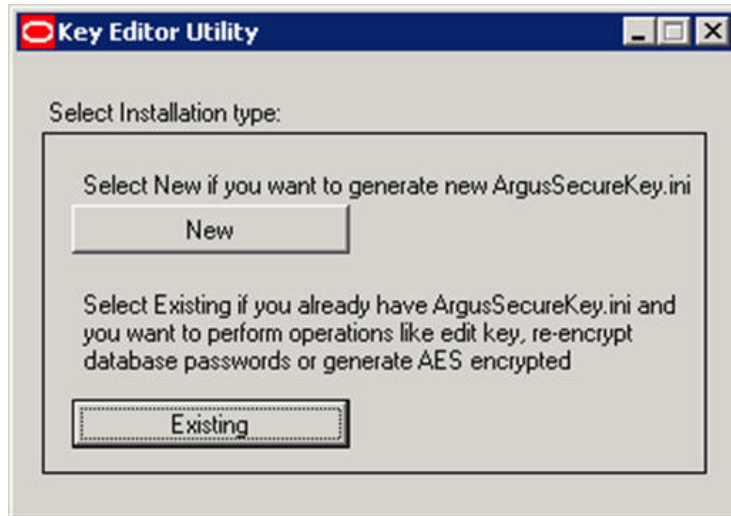 Key Editor Utility
Select Installation type:
Select New if you want to generate new ArgusSecureKey.ini
New
Select Existing if you already have ArgusSecureKey.ini and
you want to perform operations like edit key, re-encrypt
database passwords or generate AES encrypted
Existing